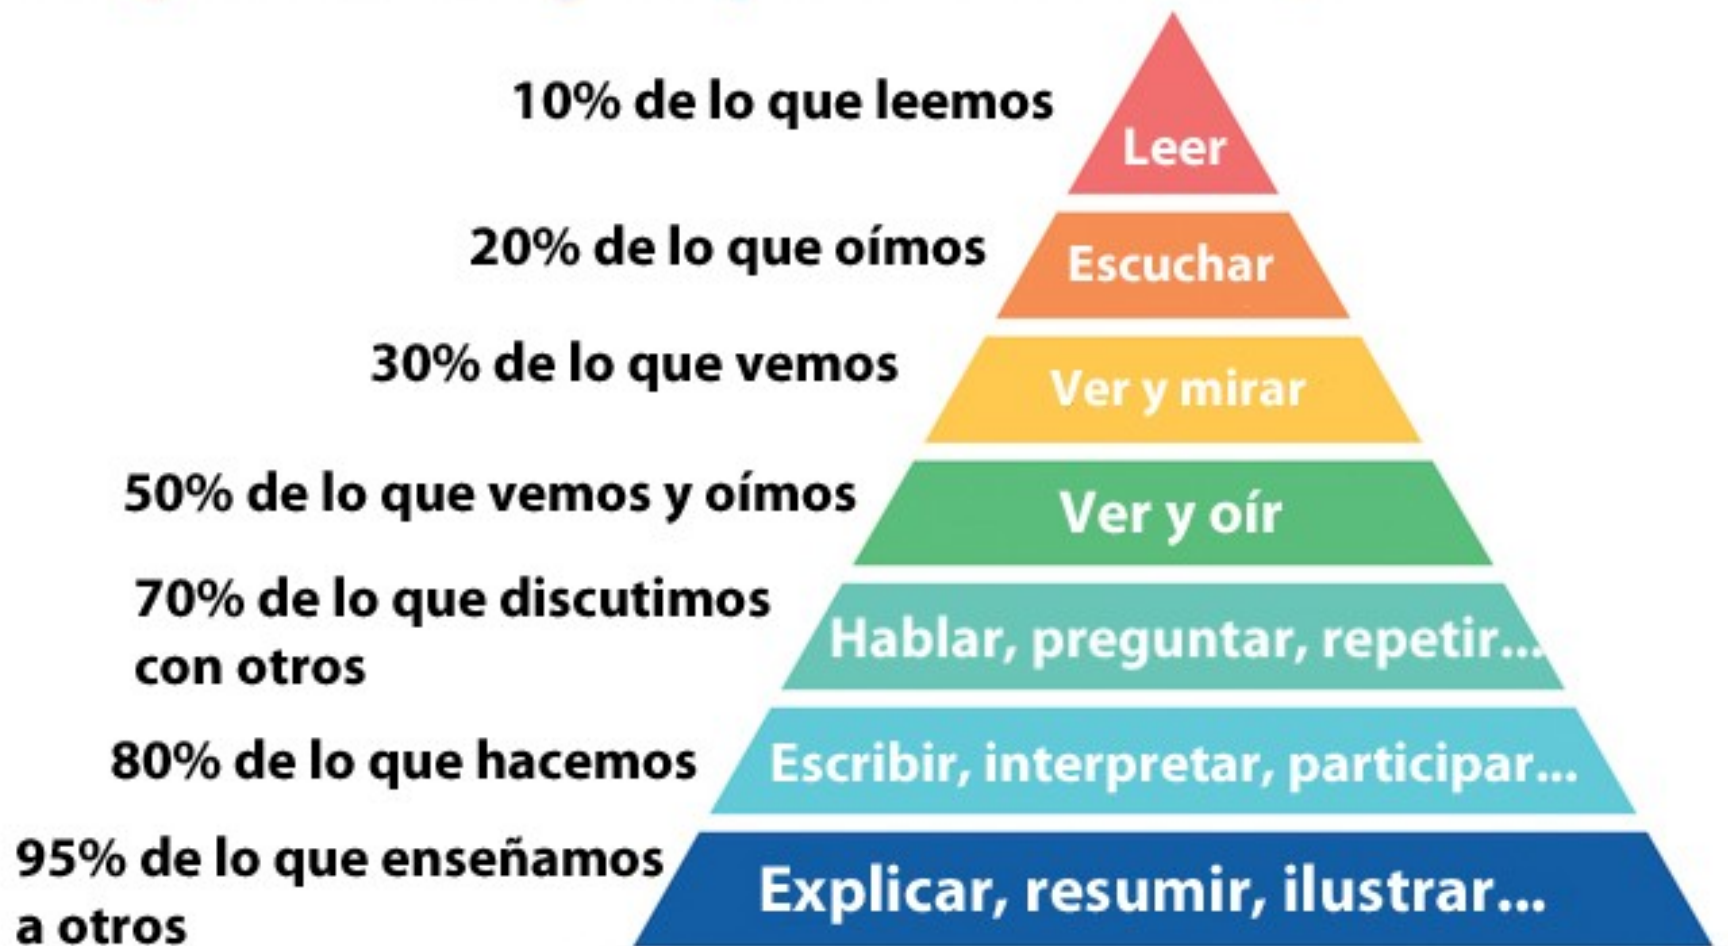 10% de lo que leemos
Leer
20% de lo que oímos
Escuchar
30% de lo que vemos
Ver y mirar
50% de lo que vemos y oímos
Ver y oír
70% de lo que discutimos
con otros
Hablar, preguntar, repetir...
80% de lo que hacemos
Escribir, interpretar, participar...
95% de lo que enseñamos
a otros
Explicar, resumir, ilustrar...